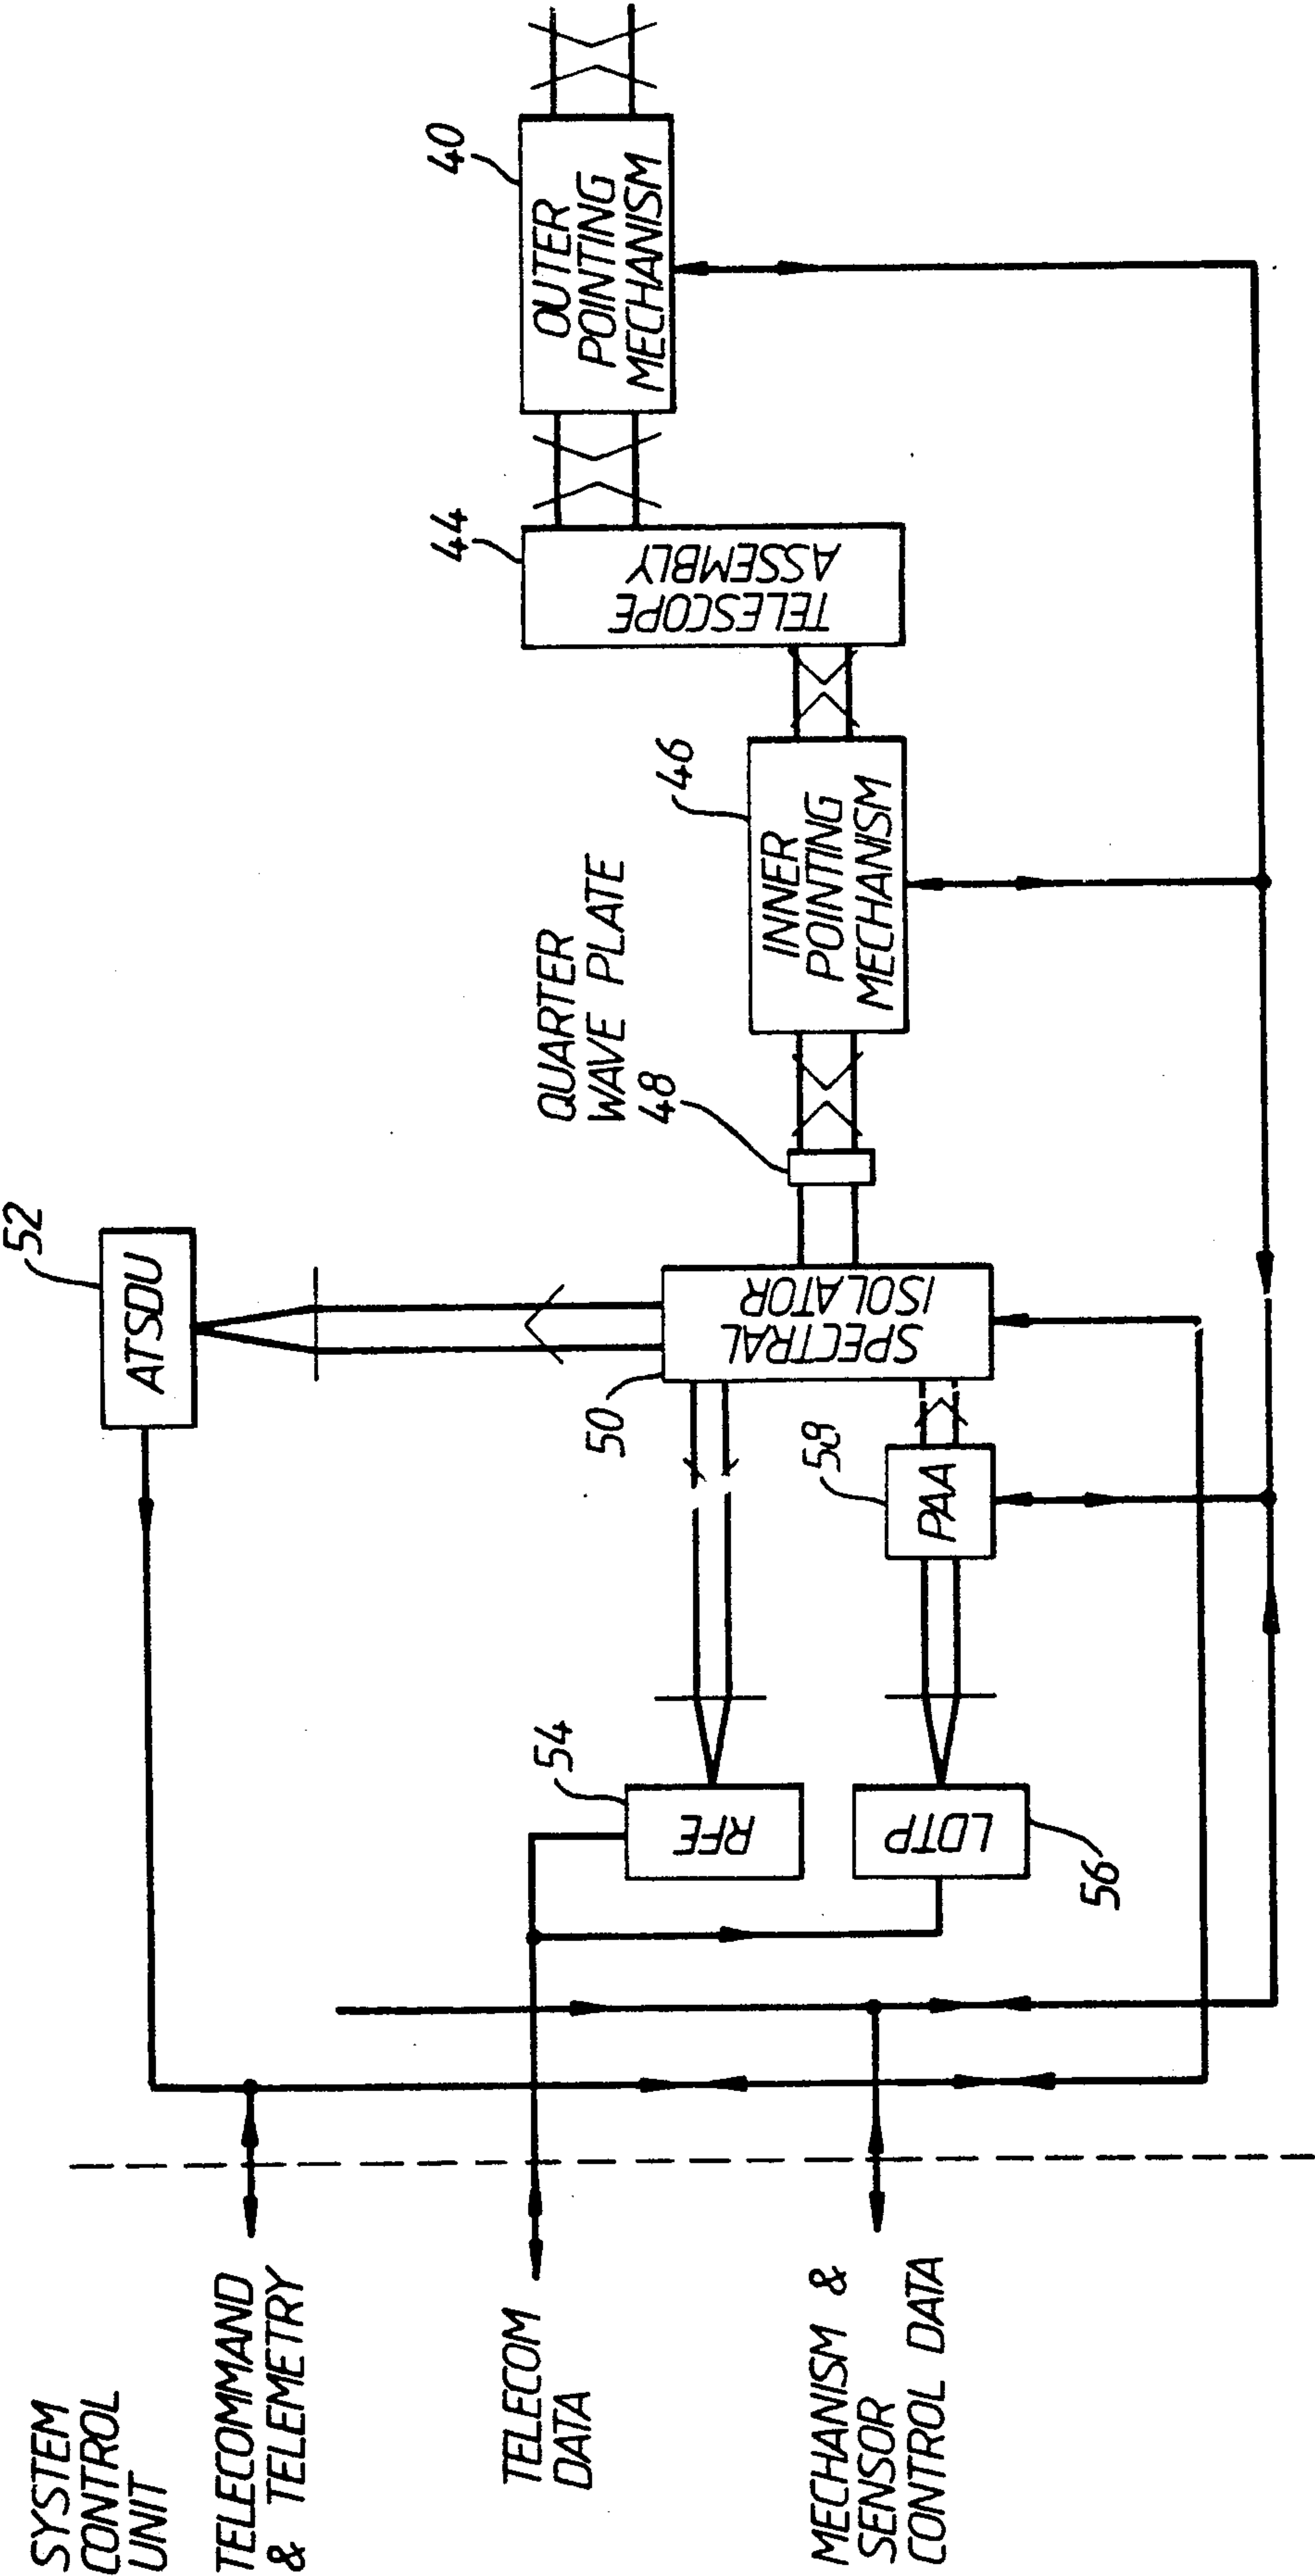 SYSTEM
CONTROL
UNIT
TELECOMMAND
& TELEMETRY
TELECOM
DATA
MECHANISM &
SENSOR
CONTROL DATA
52
ATSDU
54
RFE
LDTP
56
50
SPECTRAL
ISOLATOR
58
PAA
QUARTER
WAVE PLATE
48
46
INNER
POINTING
MECHANISM
44
TELESCOPE
ASSEMBLY
40
OUTER
POINTING
MECHANISM